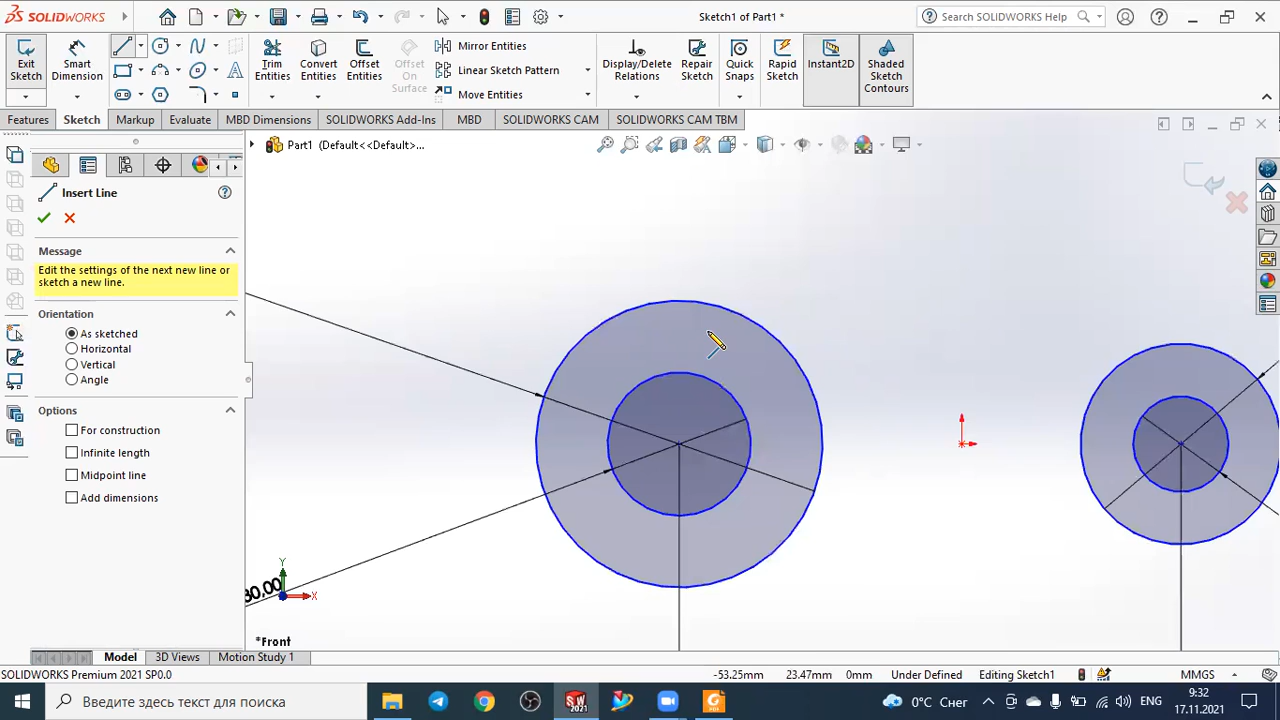 SOLIDWORKS
Sketch1 of Part1 *
Search SOLIDWORKS Help
Exit Sketch
Smart Dimension
Trim Entities
Convert Entities
Offset Entities
Offset On Surface
Mirror Entities
Linear Sketch Pattern
Move Entities
Display/Delete Relations
Repair Sketch
Quick Snaps
Rapid Sketch
Instant2D
Shaded Sketch Contours
Features
Sketch
Markup
Evaluate
MBD Dimensions
SOLIDWORKS Add-Ins
MBD
SOLIDWORKS CAM
SOLIDWORKS CAM TBM
Part1 (Default<<Default>...
Insert Line
Message
Edit the settings of the next new line or
sketch a new line.
Orientation
As sketched
Horizontal
Vertical
Angle
Options
For construction
Infinite length
Midpoint line
Add dimensions
30.00
Y
X
*Front
Model
3D Views
Motion Study 1
SOLIDWORKS Premium 2021 SP0.0
-53.25mm
23.47mm
0mm
Under Defined
Editing Sketch1
MMGS
Введите здесь текст для поиска
SW
2021
0°C Снег
ENG
9:32
17.11.2021